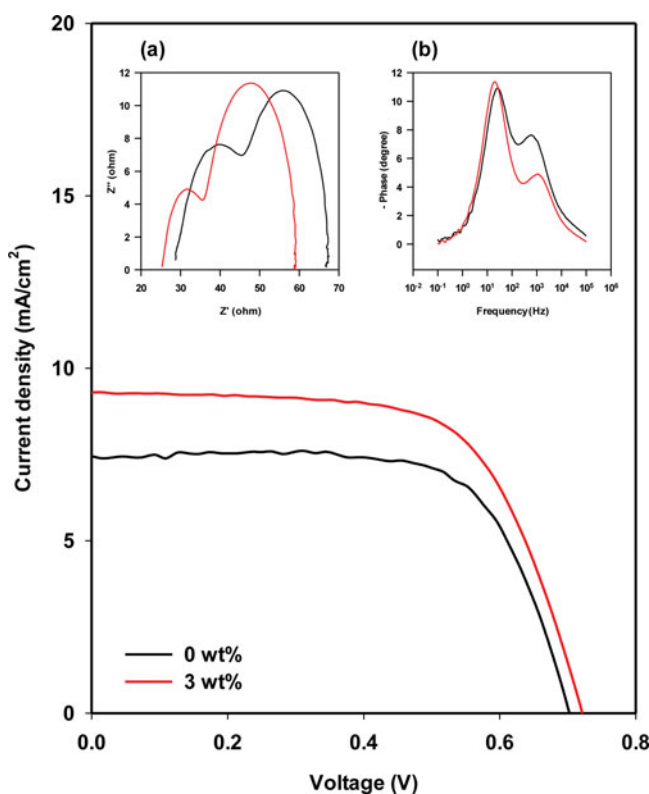 20
15
10
5
0
Current density (mA/cm²)
0.0 0.2 0.4 0.6 0.8
Voltage (V)
0 wt%
3 wt%
(a)
12
10
8
6
4
2
0
Z'' (ohm)
20 30 40 50 60 70
Z' (ohm)
(b)
12
10
8
6
4
2
0
- Phase (degree)
10⁻² 10⁻¹ 10⁰ 10¹ 10² 10³ 10⁴ 10⁵ 10⁶
Frequency(Hz)